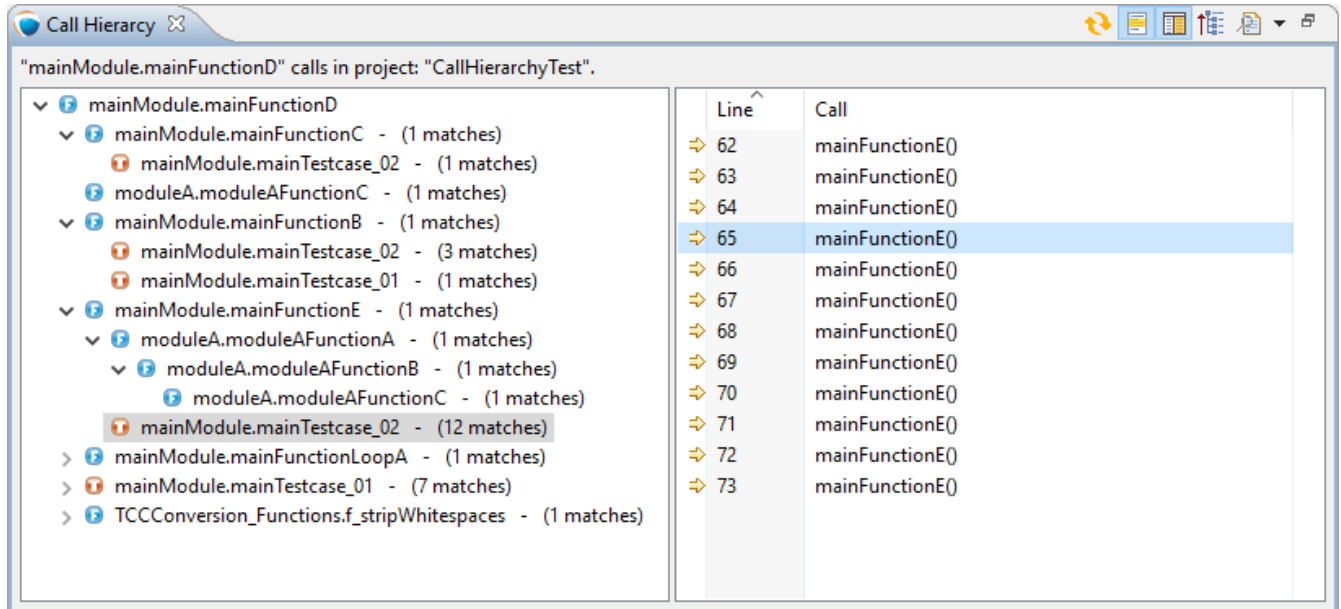 Call Hierarcy
"mainModule.mainFunctionD" calls in project: "CallHierarchyTest".
mainModule.mainFunctionD
mainModule.mainFunctionC - (1 matches)
mainModule.mainTestcase_02 - (1 matches)
moduleA.moduleAFunctionC - (1 matches)
mainModule.mainFunctionB - (1 matches)
mainModule.mainTestcase_02 - (3 matches)
mainModule.mainTestcase_01 - (1 matches)
mainModule.mainFunctionE - (1 matches)
moduleA.moduleAFunctionA - (1 matches)
moduleA.moduleAFunctionB - (1 matches)
moduleA.moduleAFunctionC - (1 matches)
mainModule.mainTestcase_02 - (12 matches)
mainModule.mainFunctionLoopA - (1 matches)
mainModule.mainTestcase_01 - (7 matches)
TCCConversion_Functions.f_stripWhitespaces - (1 matches)
Line Call
62 mainFunctionE()
63 mainFunctionE()
64 mainFunctionE()
65 mainFunctionE()
66 mainFunctionE()
67 mainFunctionE()
68 mainFunctionE()
69 mainFunctionE()
70 mainFunctionE()
71 mainFunctionE()
72 mainFunctionE()
73 mainFunctionE()